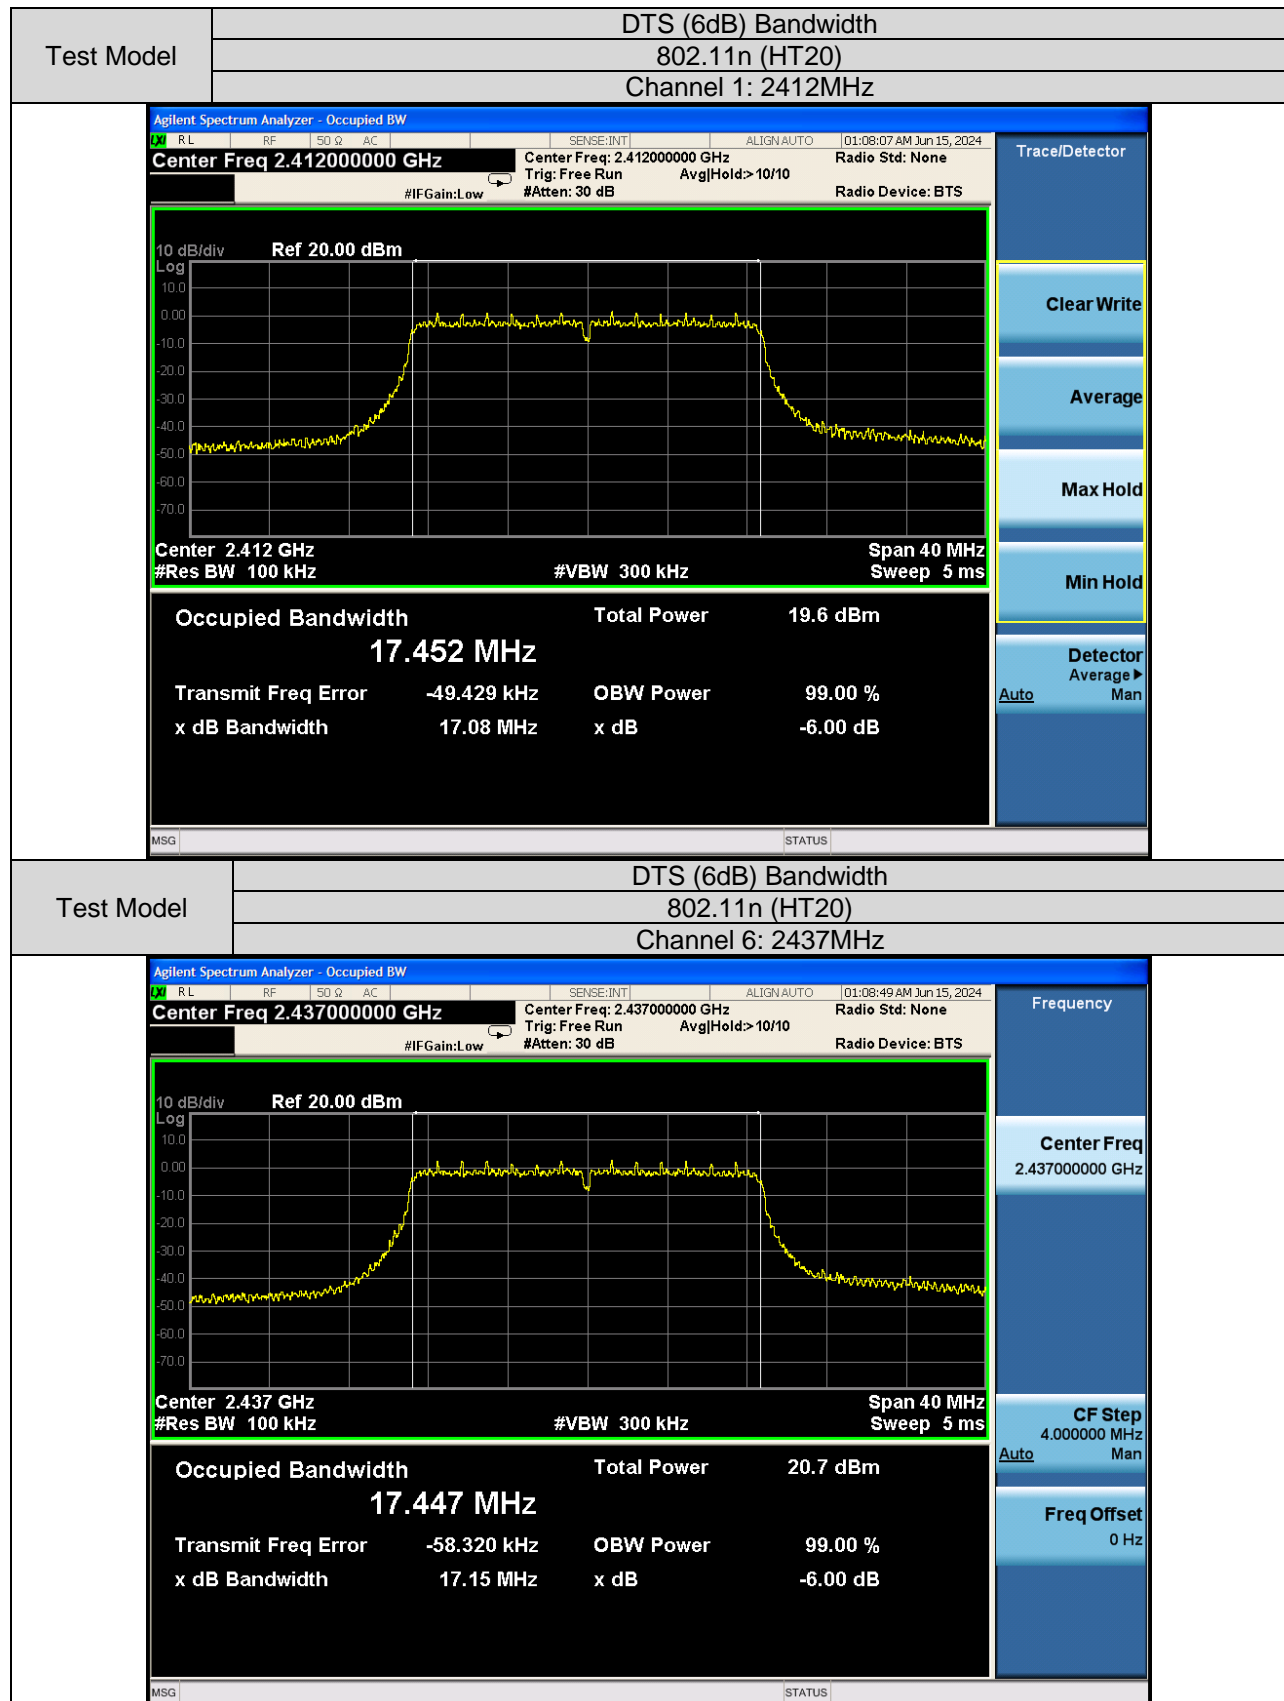 Test Model
DTS (6dB) Bandwidth
802.11n (HT20)
Channel 1: 2412MHz
Agilent Spectrum Analyzer - Occupied BW
LXI RL RF 50 Ω AC SENSE:INT ALIGN AUTO 01:08:07 AM Jun 15, 2024
Center Freq 2.412000000 GHz
Center Freq: 2.412000000 GHz Radio Std: None
Trig: Free Run Avg|Hold:> 10/10
#IFGain:Low #Atten: 30 dB Radio Device: BTS
Trace/Detector
10 dB/div Ref 20.00 dBm
Log
10.0
0.00
-10.0
-20.0
-30.0
-40.0
-50.0
-60.0
-70.0
Center 2.412 GHz Span 40 MHz
#Res BW 100 kHz #VBW 300 kHz Sweep 5 ms
Clear Write
Average
Max Hold
Min Hold
Detector
Average
Auto Man
Occupied Bandwidth Total Power 19.6 dBm
17.452 MHz
Transmit Freq Error -49.429 kHz OBW Power 99.00 %
x dB Bandwidth 17.08 MHz x dB -6.00 dB
MSG STATUS
Test Model
DTS (6dB) Bandwidth
802.11n (HT20)
Channel 6: 2437MHz
Agilent Spectrum Analyzer - Occupied BW
LXI RL RF 50 Ω AC SENSE:INT ALIGN AUTO 01:08:49 AM Jun 15, 2024
Center Freq 2.437000000 GHz
Center Freq: 2.437000000 GHz Radio Std: None
Trig: Free Run Avg|Hold:> 10/10
#IFGain:Low #Atten: 30 dB Radio Device: BTS
Frequency
10 dB/div Ref 20.00 dBm
Log
10.0
0.00
-10.0
-20.0
-30.0
-40.0
-50.0
-60.0
-70.0
Center 2.437 GHz Span 40 MHz
#Res BW 100 kHz #VBW 300 kHz Sweep 5 ms
Center Freq
2.437000000 GHz
CF Step
4.000000 MHz
Auto Man
Freq Offset
0 Hz
Occupied Bandwidth Total Power 20.7 dBm
17.447 MHz
Transmit Freq Error -58.320 kHz OBW Power 99.00 %
x dB Bandwidth 17.15 MHz x dB -6.00 dB
MSG STATUS